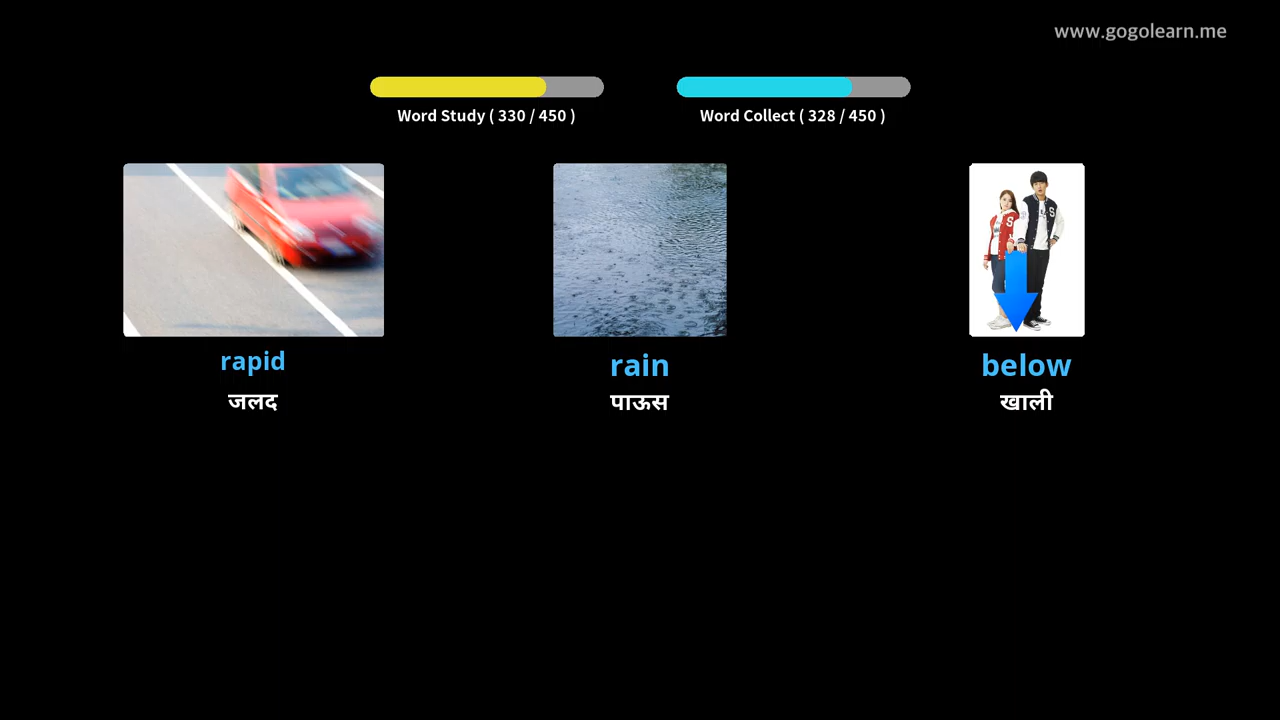 www.gogolearn.me
Word Study ( 330 / 450 )
Word Collect ( 328 / 450 )
rapid
जलद
rain
पाऊस
below
खाली